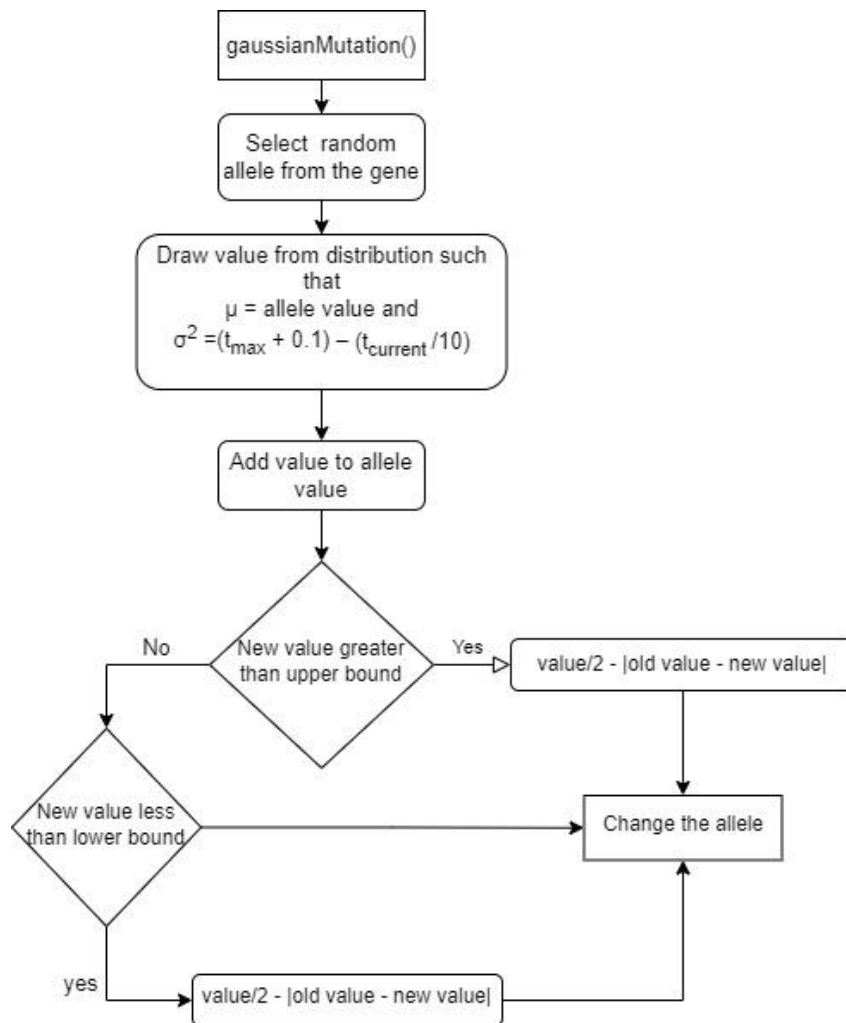 gaussianMutation()
Select random
allele from the gene
Draw value from distribution such
that
μ = allele value and
σ² =(tmax + 0.1) – (tcurrent /10)
Add value to allele
value
New value greater
than upper bound
No
Yes
value/2 - |old value - new value|
New value less
than lower bound
Change the allele
yes
value/2 - |old value - new value|